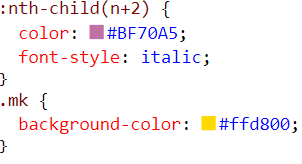 :nth-child(n+2) {
color: #BF70A5;
font-style: italic;
}
.mk {
background-color: #ffd800;
}